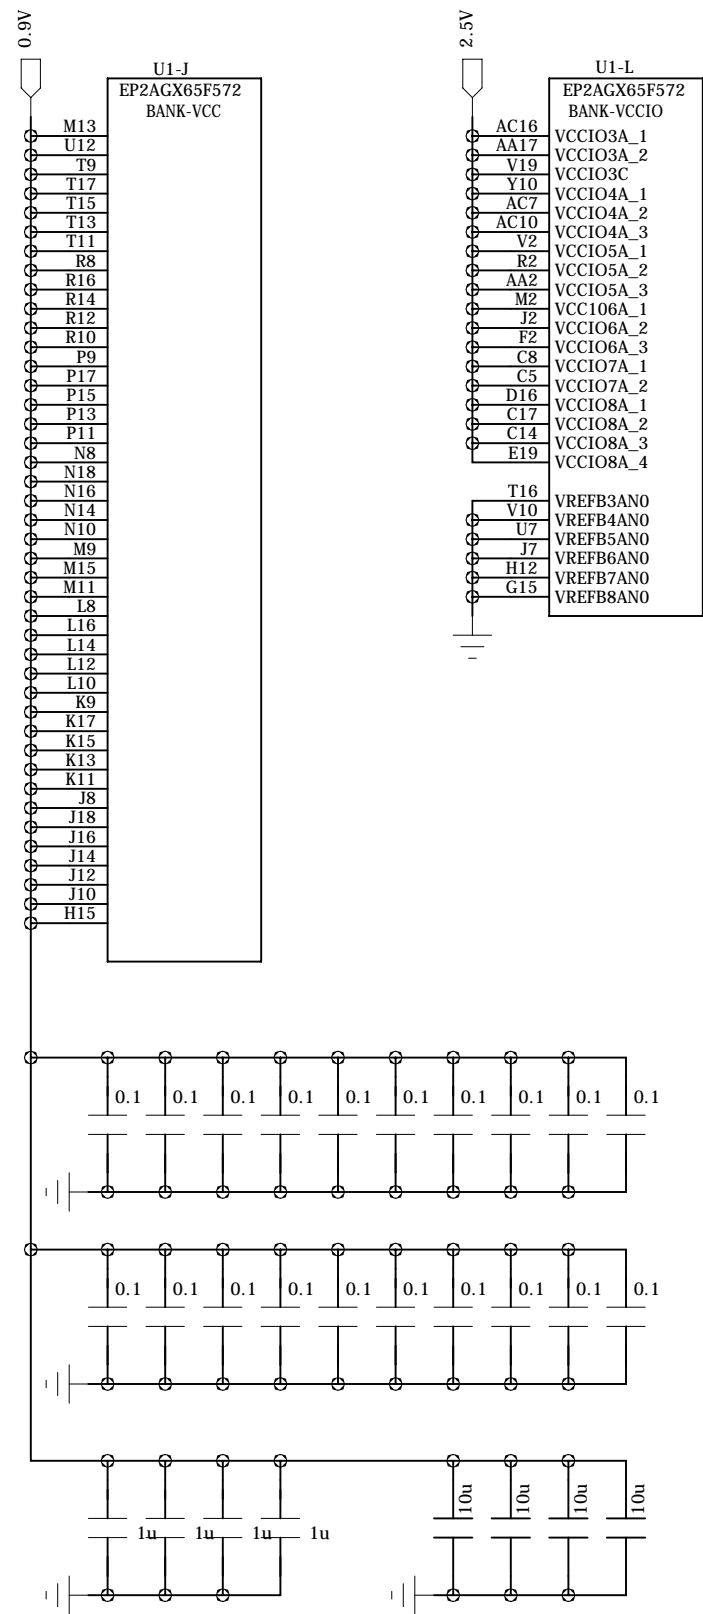 0.9V
U1-J
EP2AGX65F572
BANK-VCC
M13
U12
T9
T17
T15
T13
T11
R8
R16
R14
R12
R10
P9
P17
P15
P13
P11
N8
N18
N16
N14
N10
M9
M15
M11
L8
L16
L14
L12
L10
K9
K17
K15
K13
K11
J8
J18
J16
J14
J12
J10
H15
2.5V
U1-L
EP2AGX65F572
BANK-VCCIO
AC16 VCCIO3A_1
AA17 VCCIO3A_2
V19 VCCIO3C
Y10 VCCIO4A_1
AC7 VCCIO4A_2
AC10 VCCIO4A_3
V2 VCCIO5A_1
R2 VCCIO5A_2
AA2 VCCIO5A_3
M2 VCC106A_1
J2 VCCIO6A_2
F2 VCCIO6A_3
C8 VCCIO7A_1
C5 VCCIO7A_2
D16 VCCIO8A_1
C17 VCCIO8A_2
C14 VCCIO8A_3
E19 VCCIO8A_4
T16 VREFB3AN0
V10 VREFB4AN0
U7 VREFB5AN0
J7 VREFB6AN0
H12 VREFB7AN0
G15 VREFB8AN0
0.1 0.1 0.1 0.1 0.1 0.1 0.1 0.1 0.1 0.1
0.1 0.1 0.1 0.1 0.1 0.1 0.1 0.1 0.1 0.1
1u 1u 1u 1u 10u 10u 10u 10u